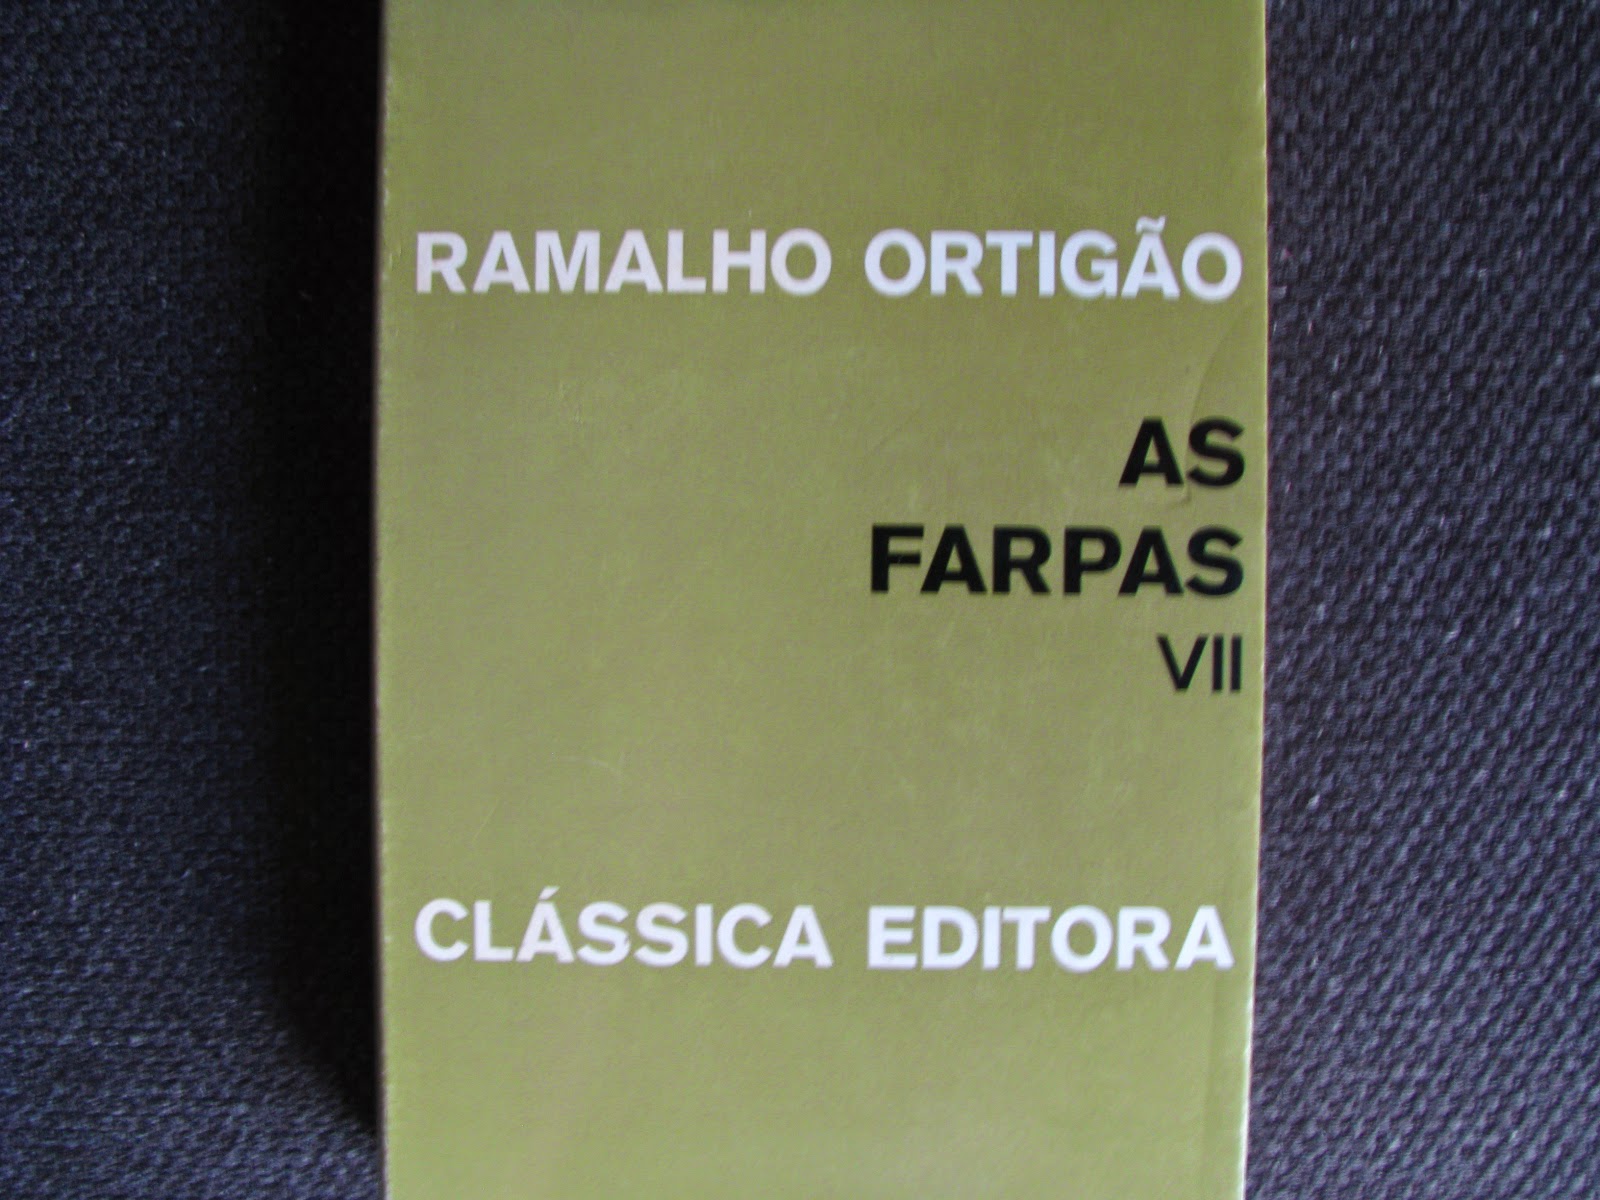 RAMALHO ORTIGÃO
AS
FARPAS
VII
CLÁSSICA EDITORA